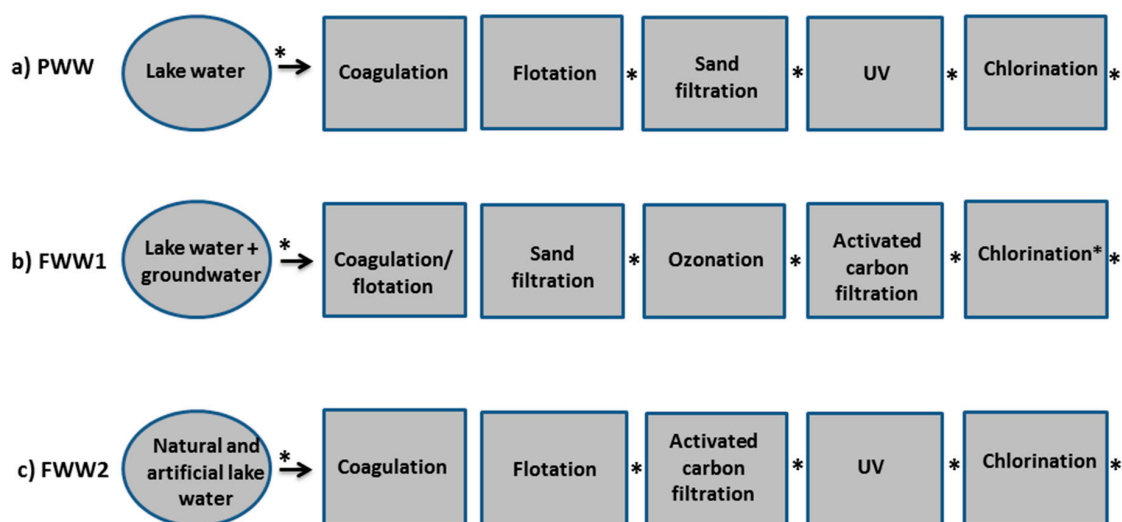 a) PWW
Lake water
*
Coagulation
Flotation
*
Sand
filtration
*
UV
*
Chlorination
*
b) FWW1
Lake water +
groundwater
*
Coagulation/
flotation
Sand
filtration
*
Ozonation
*
Activated
carbon
filtration
*
Chlorination*
*
c) FWW2
Natural and
artificial lake
water
*
Coagulation
Flotation
*
Activated
carbon
filtration
*
UV
*
Chlorination
*